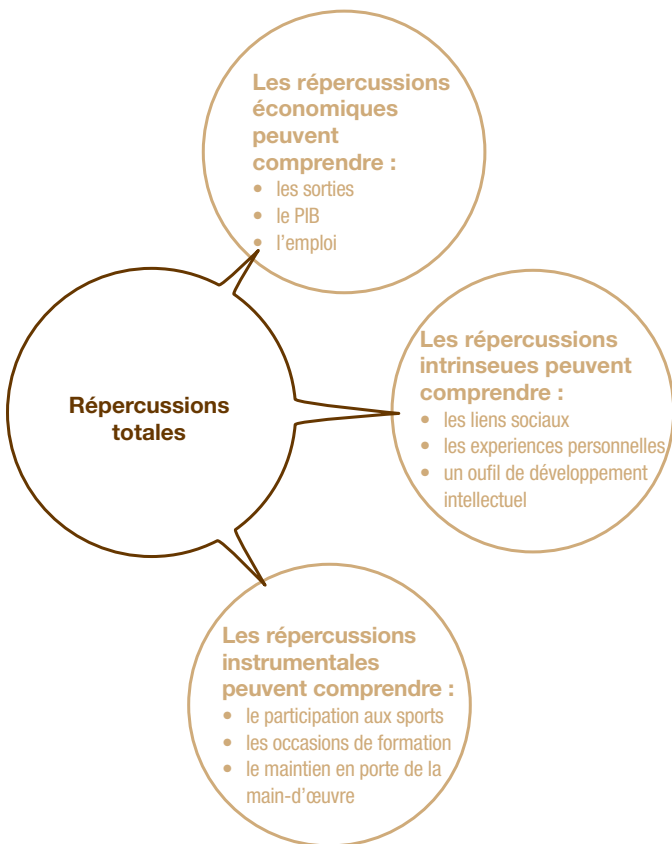 Les répercussions
économiques
peuvent
comprendre :
• les sorties
• le PIB
• l'emploi
Répercussions
totales
Les répercussions
intrinseues peuvent
comprendre :
• les liens sociaux
• les experiences personnelles
• un oufil de développement
intellectuel
Les répercussions
instrumentales
peuvent comprendre :
• le participation aux sports
• les occasions de formation
• le maintien en porte de la
main-d'œuvre